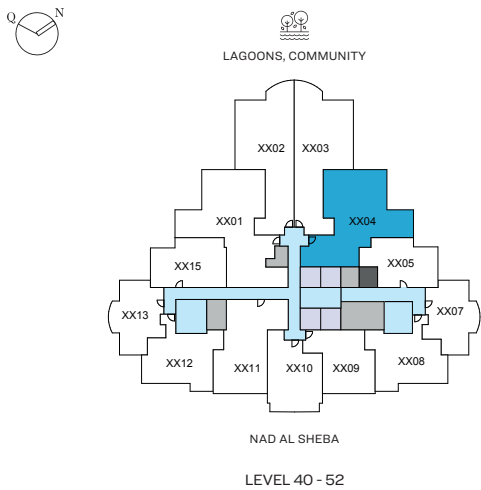 Q N
LAGOONS, COMMUNITY
XX02 XX03
XX01 XX04
XX15 XX05
XX13 XX07
XX12 XX11 XX10 XX09 XX08
NAD AL SHEBA
LEVEL 40 - 52